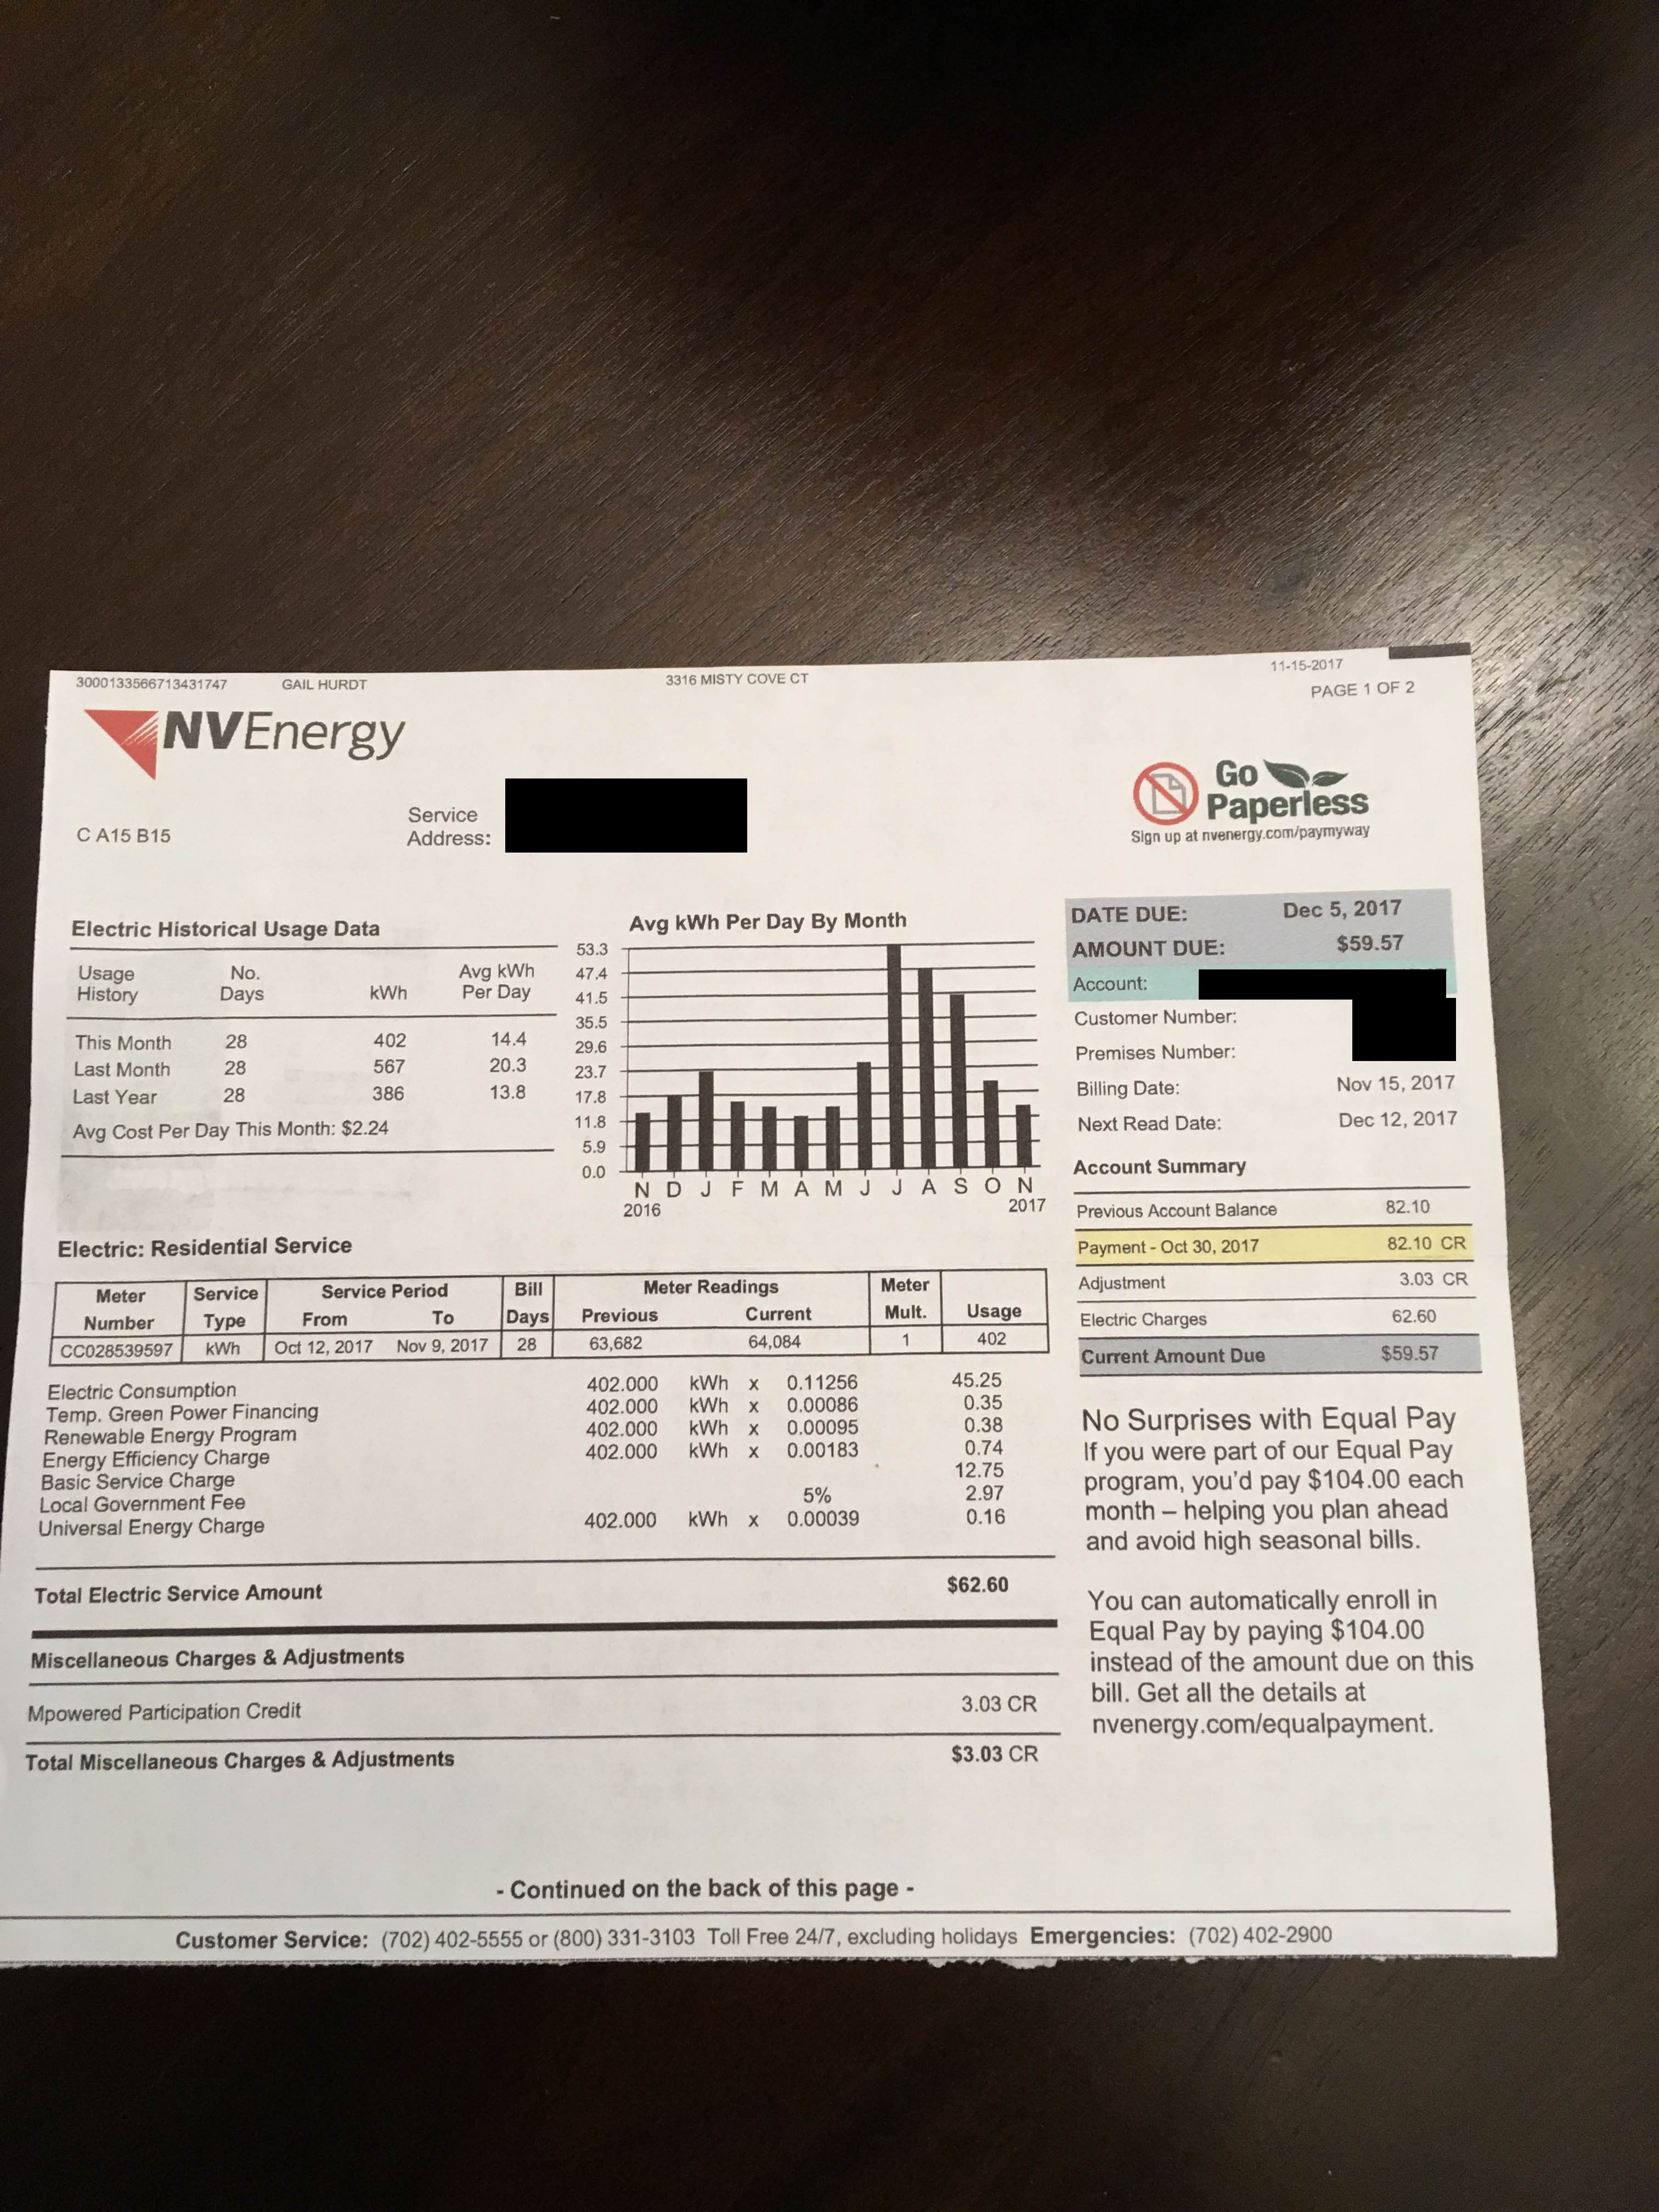 3000133566713431747 GAIL HURDT 3316 MISTY COVE CT 11-15-2017
PAGE 1 OF 2
NVEnergy
Go
Paperless
Sign up at nvenergy.com/paymyway
C A15 B15
Service
Address:
Electric Historical Usage Data
Usage History No. Days kWh Avg kWh Per Day
This Month 28 402 14.4
Last Month 28 567 20.3
Last Year 28 386 13.8
Avg Cost Per Day This Month: $2.24
Avg kWh Per Day By Month
53.3
47.4
41.5
35.5
29.6
23.7
17.8
11.8
5.9
0.0
N D J F M A M J J A S O N
2016 2017
DATE DUE: Dec 5, 2017
AMOUNT DUE: $59.57
Account:
Customer Number:
Premises Number:
Billing Date: Nov 15, 2017
Next Read Date: Dec 12, 2017
Account Summary
Previous Account Balance 82.10
Payment - Oct 30, 2017 82.10 CR
Adjustment 3.03 CR
Electric Charges 62.60
Current Amount Due $59.57
Electric: Residential Service
Meter Number Service Type Service Period From To Bill Days Meter Readings Previous Current Meter Mult. Usage
CC028539597 kWh Oct 12, 2017 Nov 9, 2017 28 63,682 64,084 1 402
Electric Consumption 402.000 kWh x 0.11256 45.25
Temp. Green Power Financing 402.000 kWh x 0.00086 0.35
Renewable Energy Program 402.000 kWh x 0.00095 0.38
Energy Efficiency Charge 402.000 kWh x 0.00183 0.74
Basic Service Charge 12.75
Local Government Fee 5% 2.97
Universal Energy Charge 402.000 kWh x 0.00039 0.16
Total Electric Service Amount $62.60
Miscellaneous Charges & Adjustments
Mpowered Participation Credit 3.03 CR
Total Miscellaneous Charges & Adjustments $3.03 CR
No Surprises with Equal Pay
If you were part of our Equal Pay
program, you'd pay $104.00 each
month – helping you plan ahead
and avoid high seasonal bills.
You can automatically enroll in
Equal Pay by paying $104.00
instead of the amount due on this
bill. Get all the details at
nvenergy.com/equalpayment.
- Continued on the back of this page -
Customer Service: (702) 402-5555 or (800) 331-3103 Toll Free 24/7, excluding holidays Emergencies: (702) 402-2900